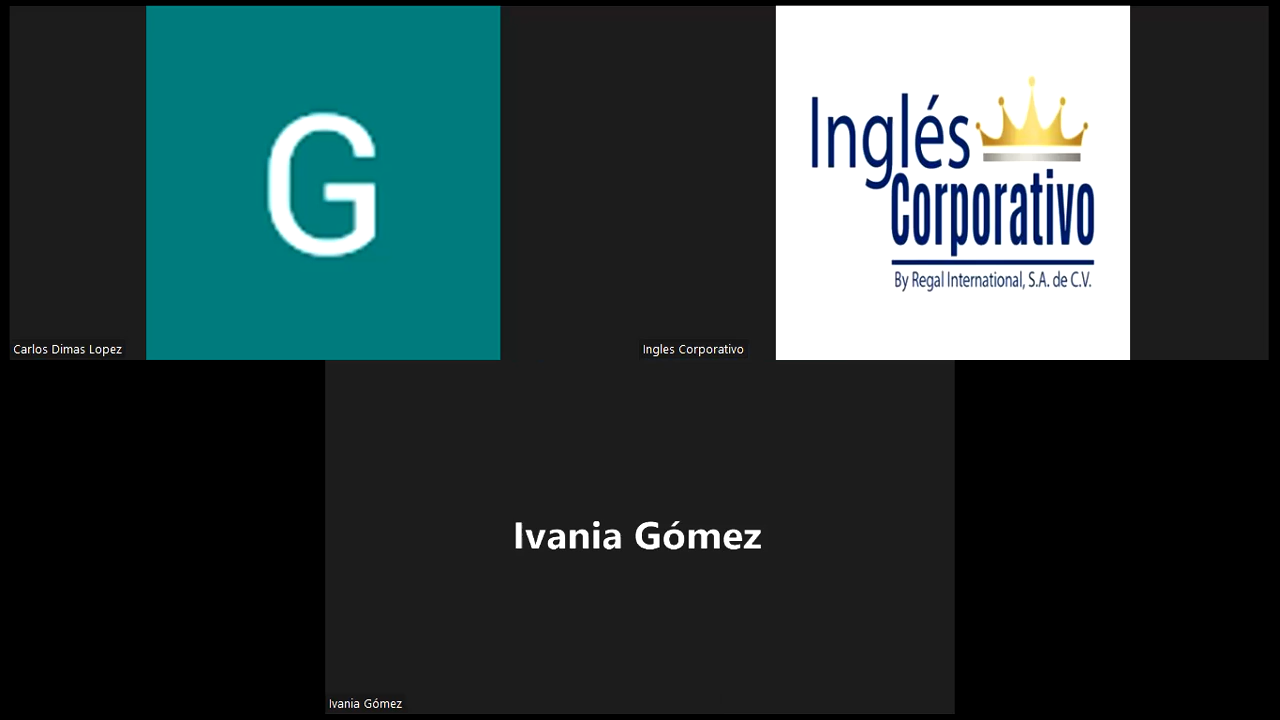 G
Carlos Dimas Lopez
Inglés
Corporativo
By Regal International, S.A. de C.V.
Ingles Corporativo
Ivania Gómez
Ivania Gómez